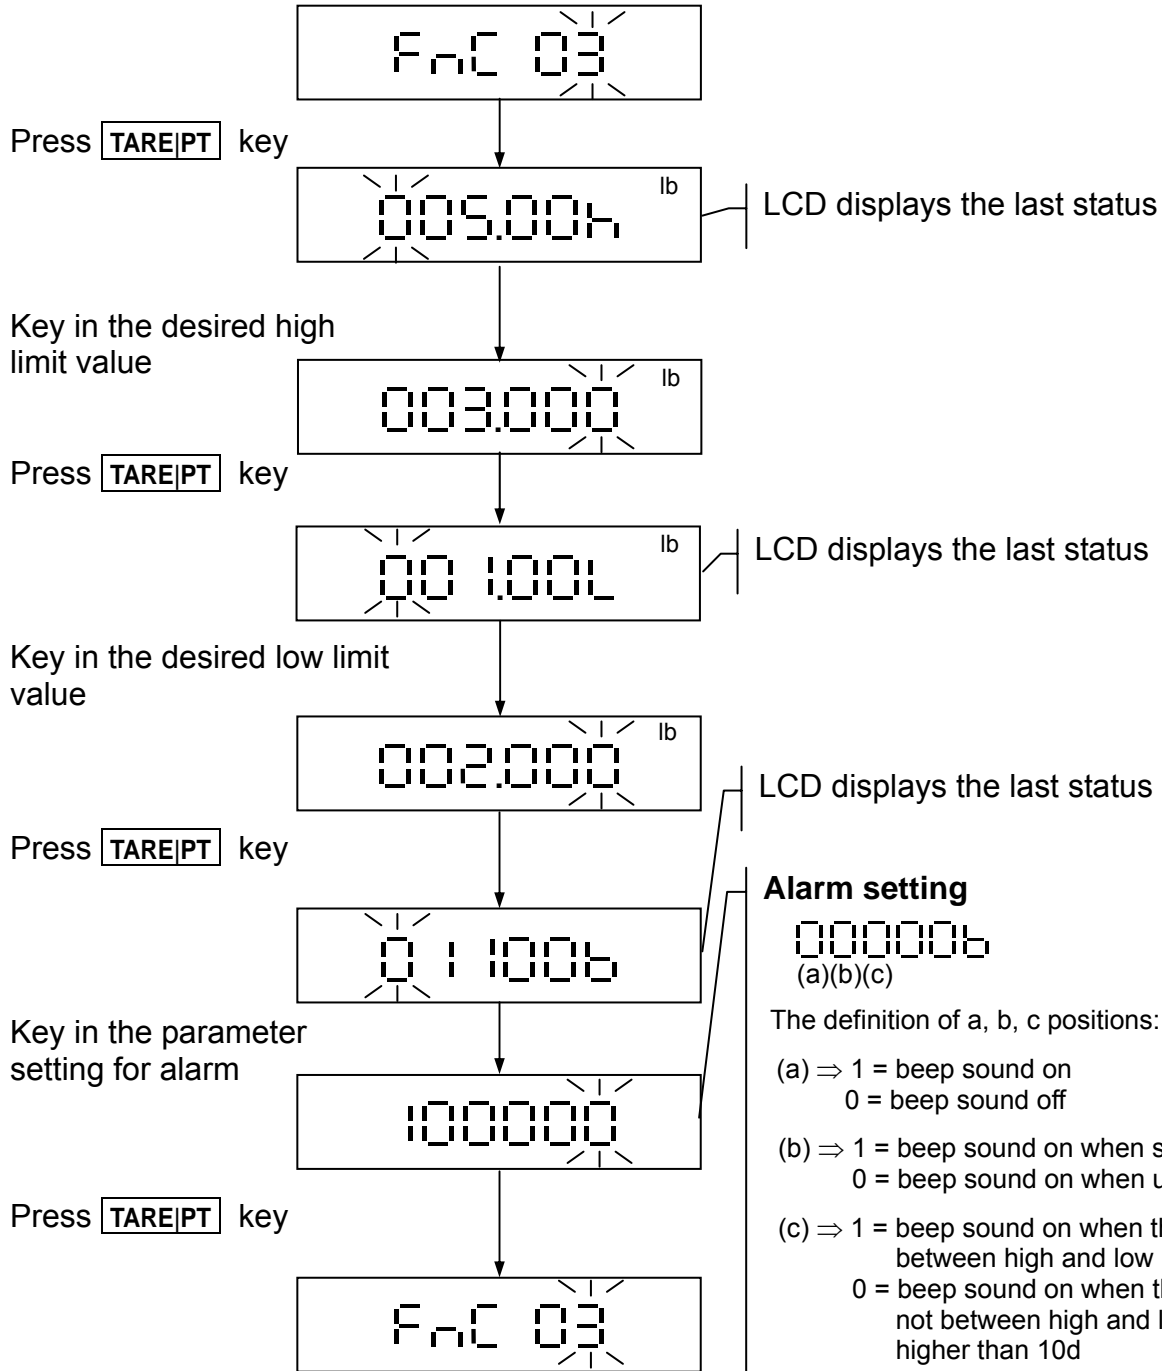 FnC 03
Press TARE|PT key
lb
005.00h
LCD displays the last status
Key in the desired high
limit value
lb
003.000
Press TARE|PT key
lb
001.00L
LCD displays the last status
Key in the desired low limit
value
lb
002.000
LCD displays the last status
Press TARE|PT key
011100b
Key in the parameter
setting for alarm
100000
Press TARE|PT key
FnC 03
Alarm setting
00000b
(a)(b)(c)
The definition of a, b, c positions:
(a) ⇒ 1 = beep sound on
0 = beep sound off
(b) ⇒ 1 = beep sound on when
0 = beep sound on when
(c) ⇒ 1 = beep sound on when
between high and low
0 = beep sound on when
not between high and
higher than 10d